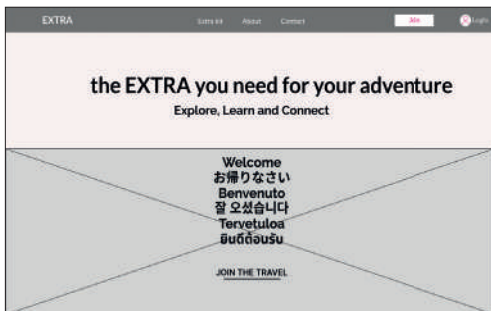 EXTRA
Extra kit About Contact Join Login
the EXTRA you need for your adventure
Explore, Learn and Connect
Welcome
お帰りなさい
Benvenuto
잘 오셨습니다
Tervetuloa
ยินดีต้อนรับ
JOIN THE TRAVEL